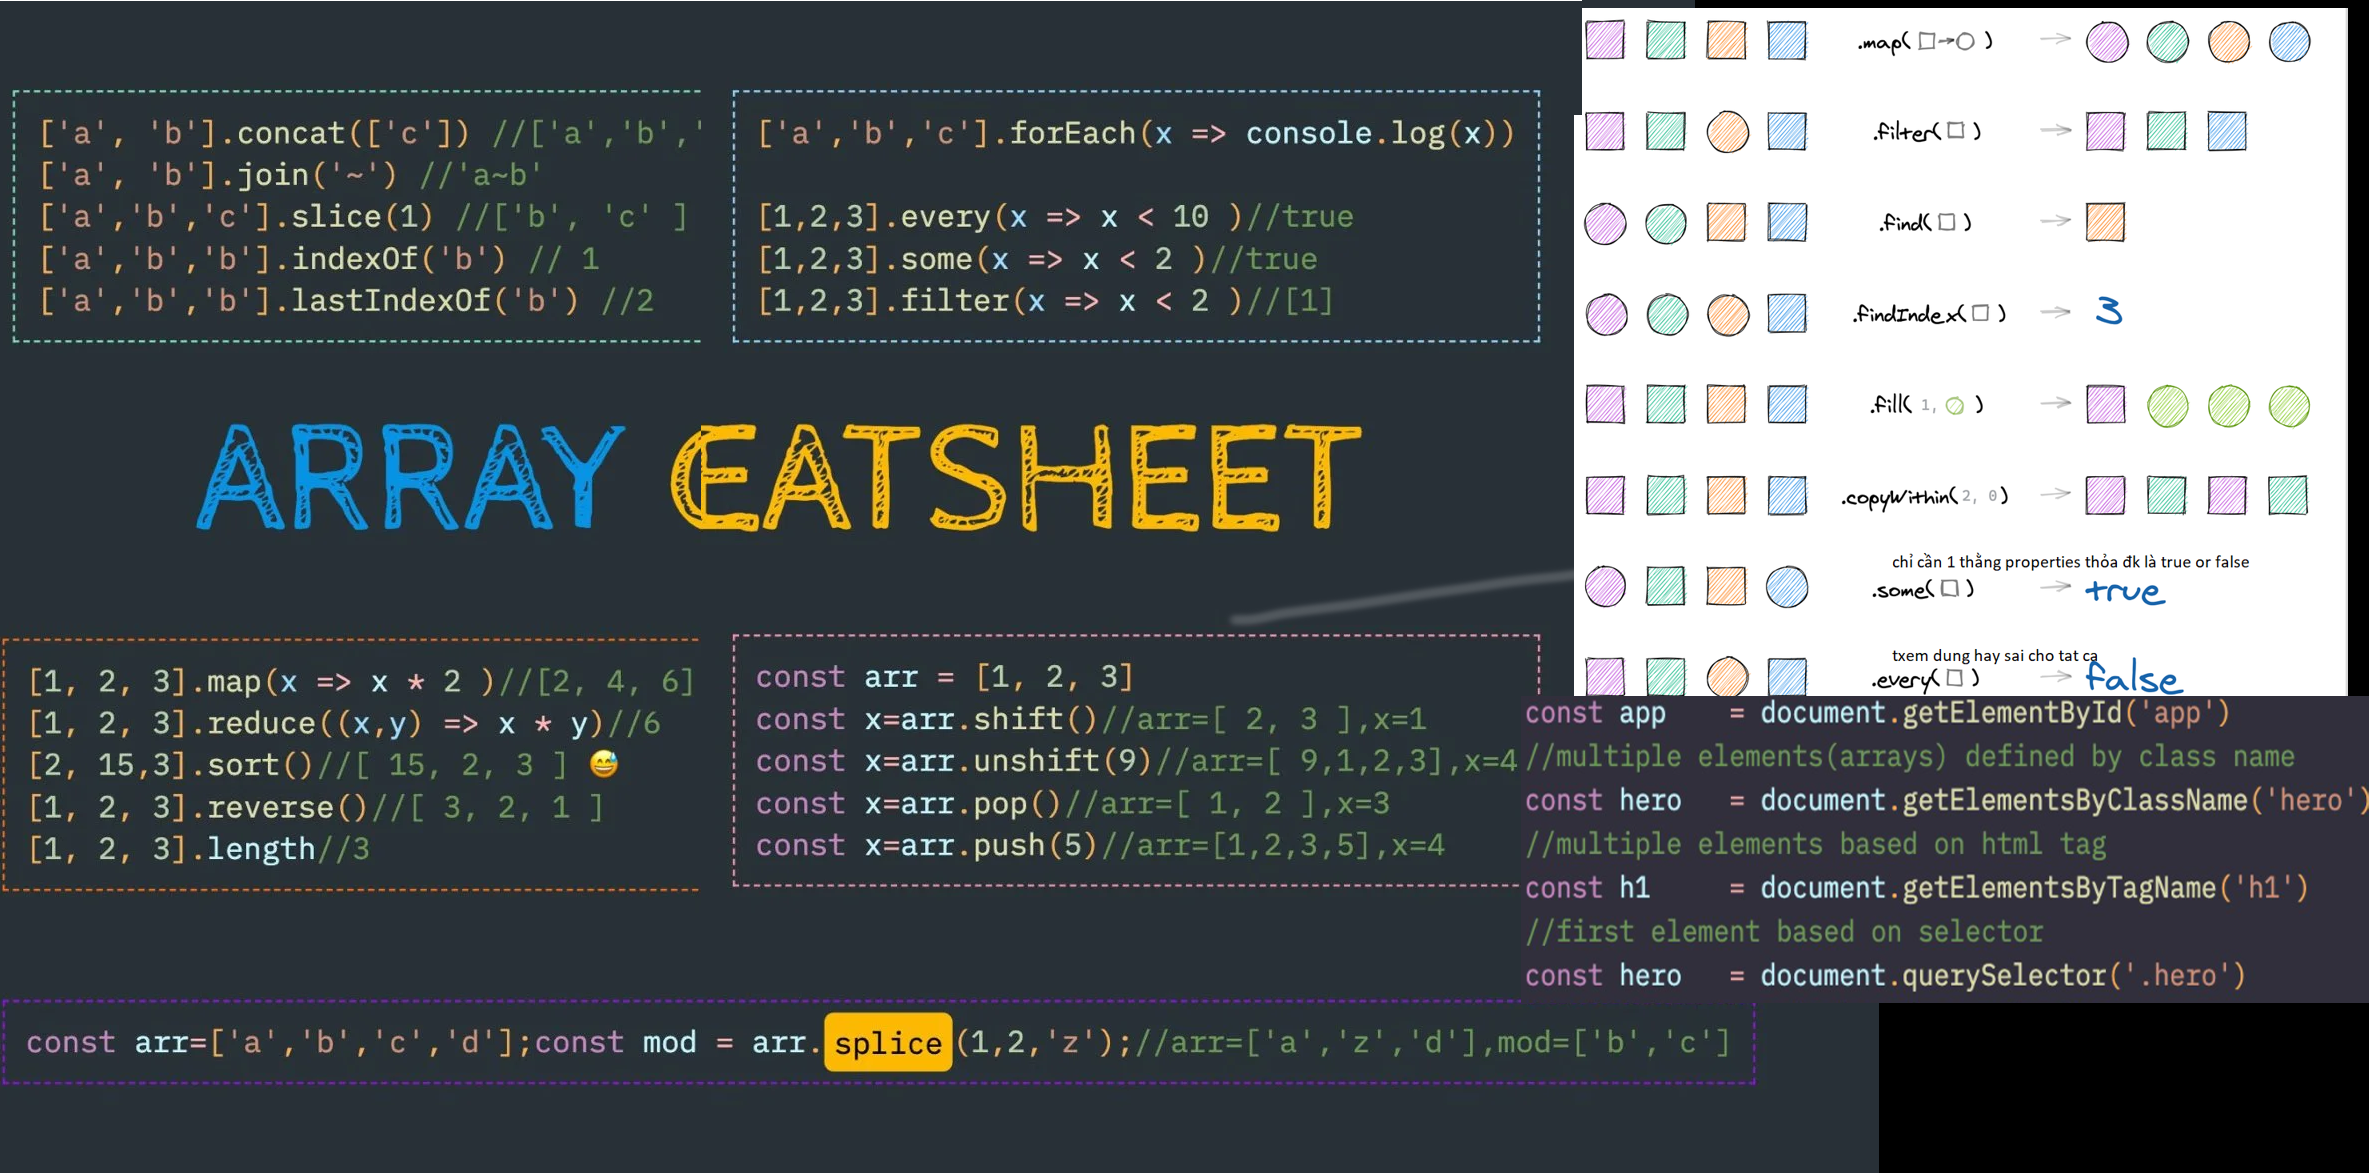 ['a', 'b'].concat(['c']) //['a','b','
['a', 'b'].join('~') //'a~b'
['a','b','c'].slice(1) //['b', 'c' ]
['a','b','b'].indexOf('b') // 1
['a','b','b'].lastIndexOf('b') //2
['a','b','c'].forEach(x => console.log(x))
[1,2,3].every(x => x < 10 )//true
[1,2,3].some(x => x < 2 )//true
[1,2,3].filter(x => x < 2 )//[1]
ARRAY CEATSHEET
[1, 2, 3].map(x => x * 2 )//[2, 4, 6]
[1, 2, 3].reduce((x,y) => x * y)//6
[2, 15,3].sort()//[ 15, 2, 3 ] 😅
[1, 2, 3].reverse()//[ 3, 2, 1 ]
[1, 2, 3].length//3
const arr = [1, 2, 3]
const x=arr.shift()//arr=[ 2, 3 ],x=1
const x=arr.unshift(9)//arr=[ 9,1,2,3],x=4
const x=arr.pop()//arr=[ 1, 2 ],x=3
const x=arr.push(5)//arr=[1,2,3,5],x=4
const arr=['a','b','c','d'];const mod = arr.splice(1,2,'z');//arr=['a','z','d'],mod=['b','c']
.map( □→○ ) →
.filter( □ ) →
.find( □ ) →
.findIndex( □ ) → 3
.fill( 1, ○ ) →
.copyWithin( 2, 0 ) →
chỉ cần 1 thằng properties thỏa đk là true or false
.some( □ ) → true
txem dung hay sai cho tat ca
.every( □ ) → false
const app = document.getElementById('app')
//multiple elements(arrays) defined by class name
const hero = document.getElementsByClassName('hero')
//multiple elements based on html tag
const h1 = document.getElementsByTagName('h1')
//first element based on selector
const hero = document.querySelector('.hero')